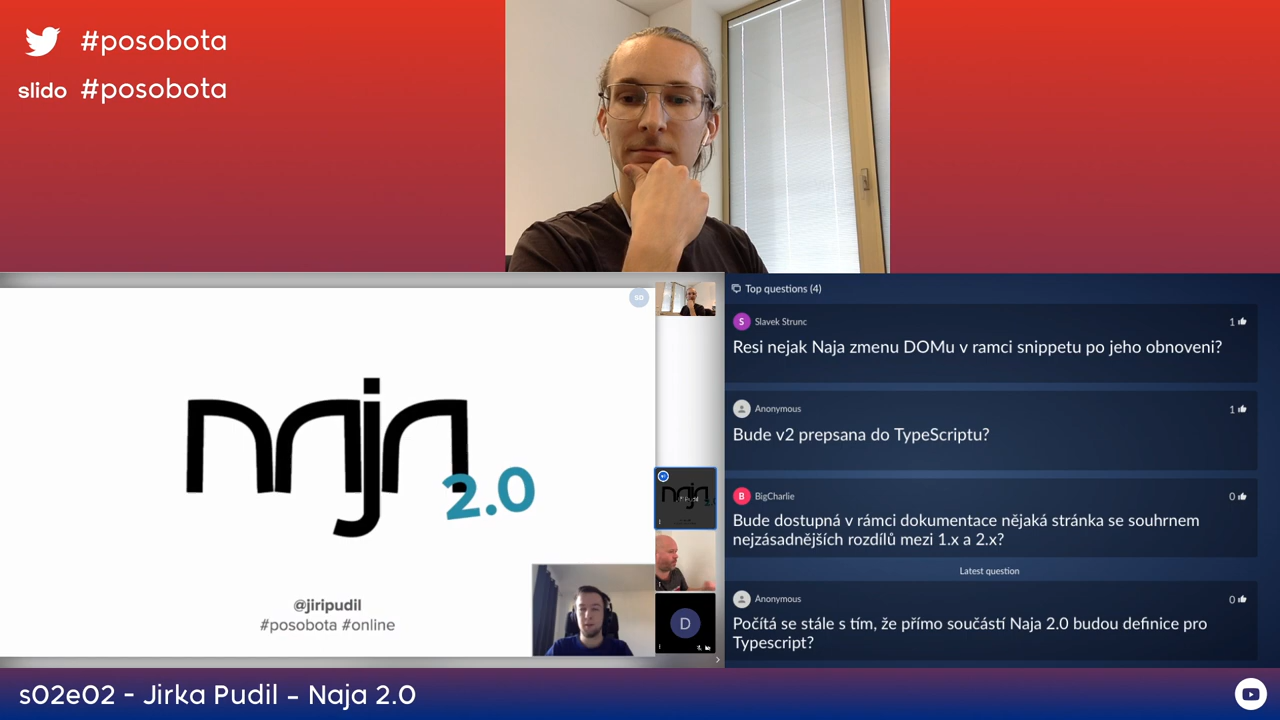 #posobota
slido #posobota
SD
naja
2.0
@jiripudil
#posobota #online
D
Top questions (4)
S Slavek Strunc 1
Resi nejak Naja zmenu DOMu v ramci snippetu po jeho obnoveni?
Anonymous 1
Bude v2 prepsana do TypeScriptu?
B BigCharlie 0
Bude dostupná v rámci dokumentace nějaká stránka se souhrnem
nejzásadnějších rozdílů mezi 1.x a 2.x?
Latest question
Anonymous 0
Počítá se stále s tím, že přímo součástí Naja 2.0 budou definice pro
Typescript?
s02e02 - Jirka Pudil - Naja 2.0